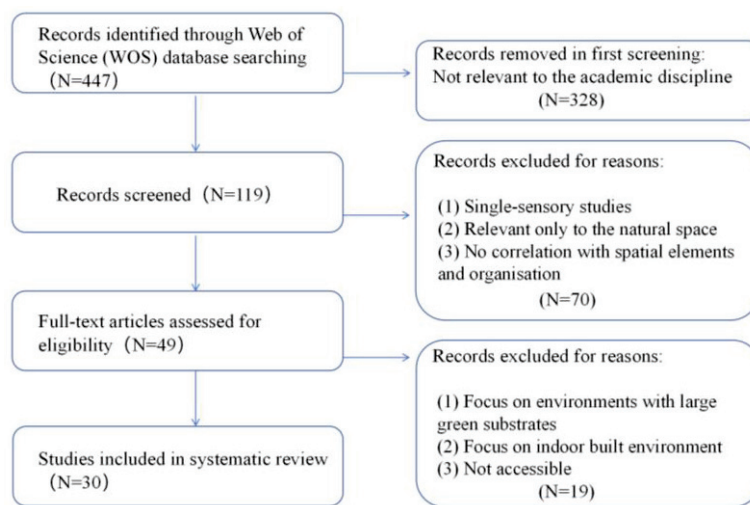 Records identified through Web of
Science (WOS) database searching
(N=447)
Records removed in first screening:
Not relevant to the academic discipline
(N=328)
Records screened (N=119)
Records excluded for reasons:
(1) Single-sensory studies
(2) Relevant only to the natural space
(3) No correlation with spatial elements
and organisation
(N=70)
Full-text articles assessed for
eligibility (N=49)
Records excluded for reasons:
(1) Focus on environments with large
green substrates
(2) Focus on indoor built environment
(3) Not accessible
(N=19)
Studies included in systematic review
(N=30)